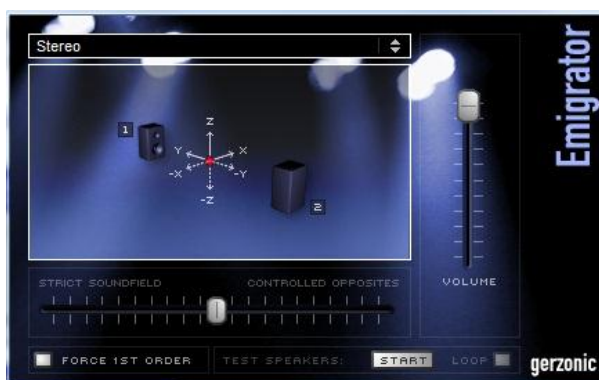 Stereo
Emigrator
1
Z
Y
X
-X
-Y
-Z
2
STRICT SOUNDFIELD
CONTROLLED OPPOSITES
VOLUME
FORCE 1ST ORDER
TEST SPEAKERS:
START
LOOP
gerzonic